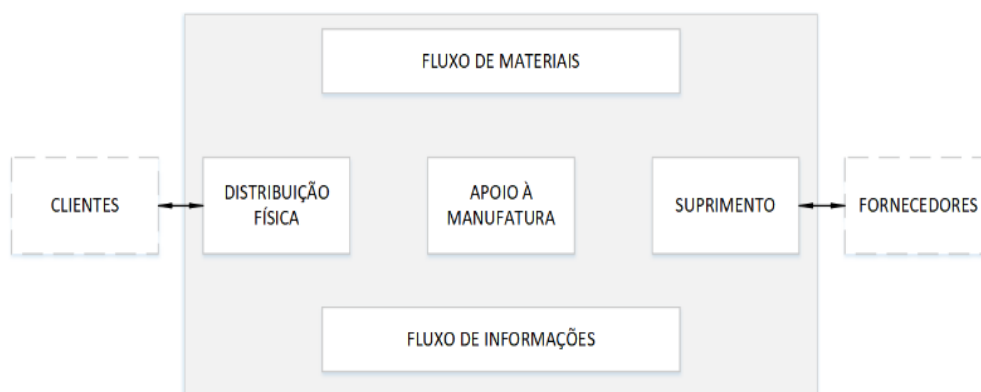 FLUXO DE MATERIAIS
CLIENTES
DISTRIBUIÇÃO
FÍSICA
APOIO À
MANUFATURA
SUPRIMENTO
FORNECEDORES
FLUXO DE INFORMAÇÕES